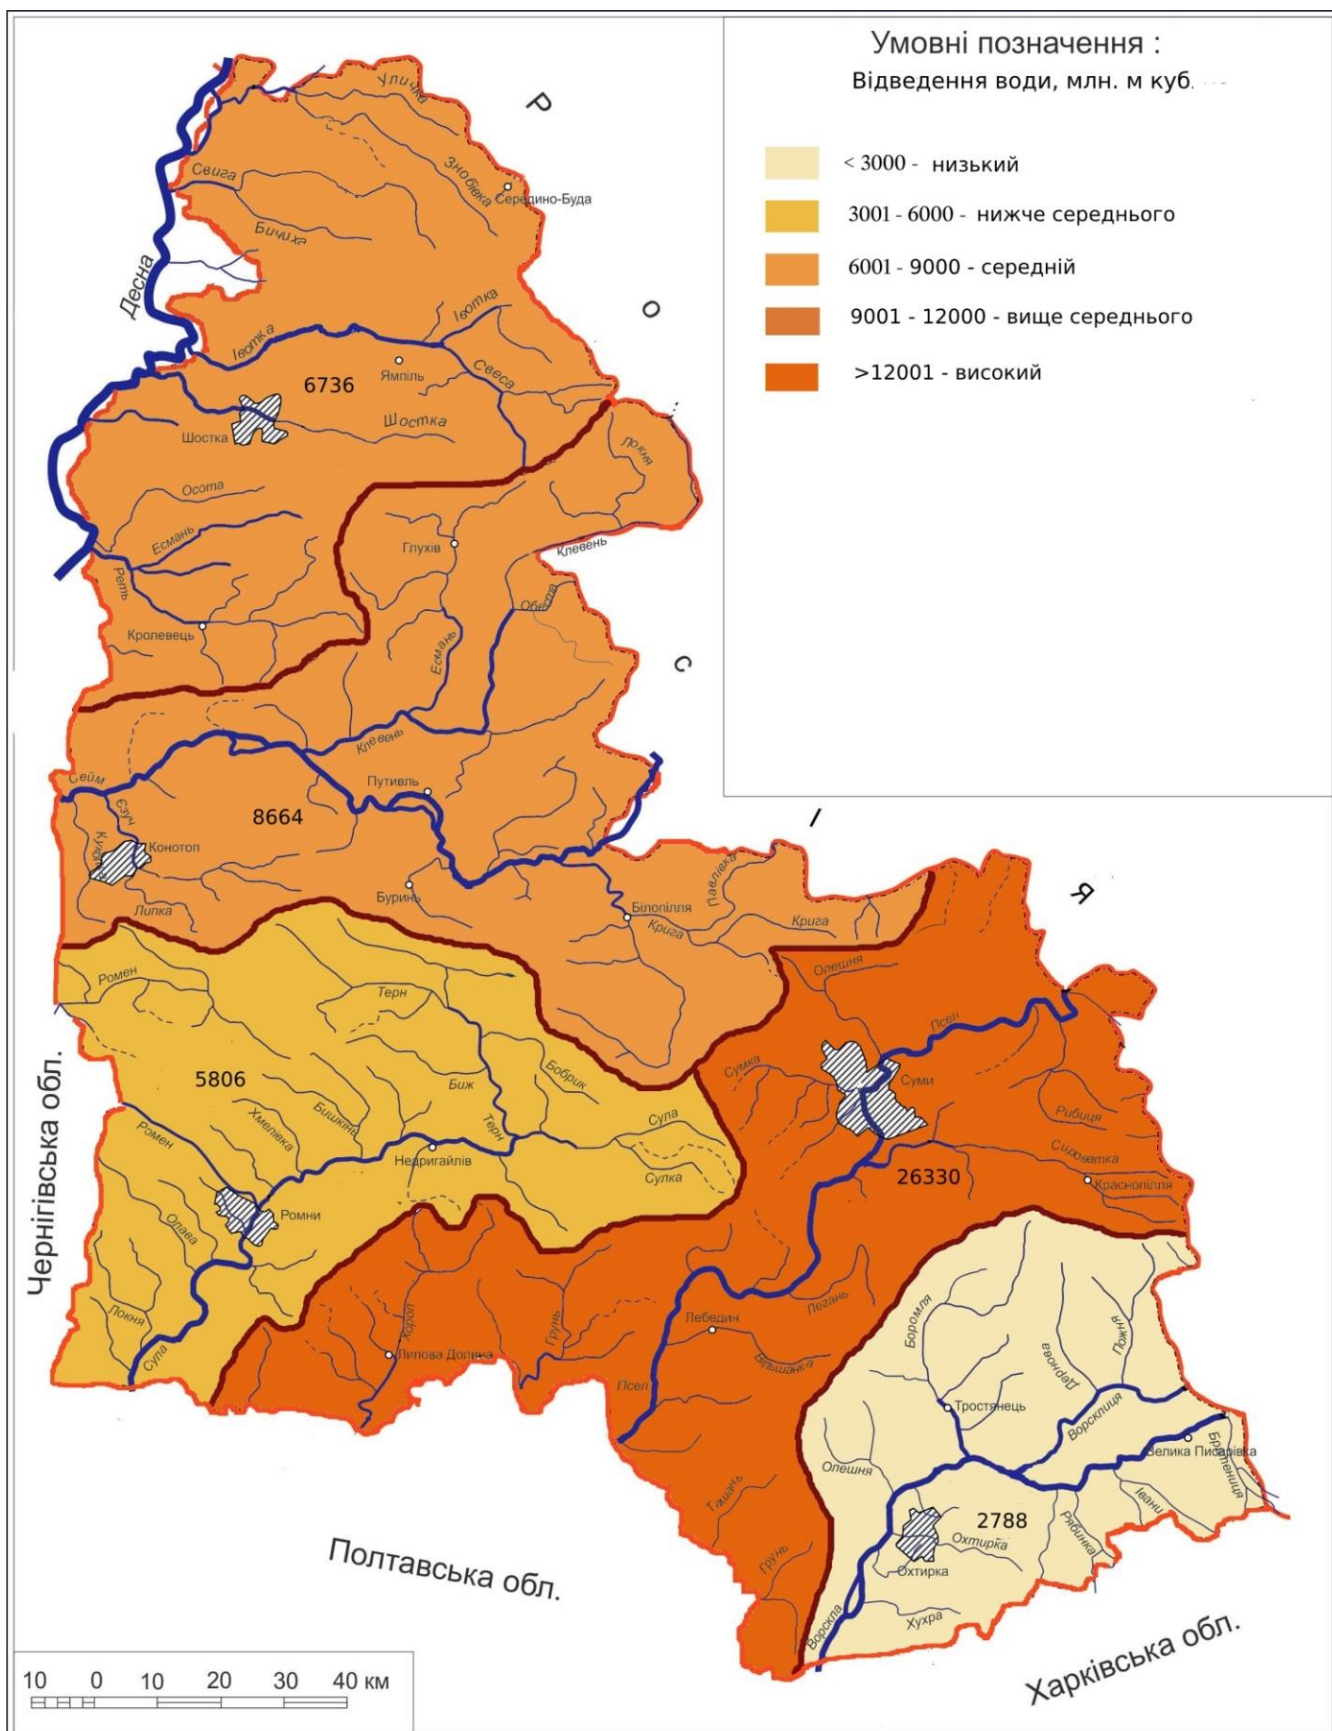 Умовні позначення :
Відведення води, млн. м куб.
< 3000 - низький
3001 - 6000 - нижче середнього
6001 - 9000 - середній
9001 - 12000 - вище середнього
>12001 - високий
Р
О
С
І
Я
Уличка
Знобівка
Середино-Буда
Свига
Бичиха
Десна
Івотка
Івотка
Ямпіль
Свеса
6736
Шостка
Шостка
Локня
Осота
Есмань
Глухів
Клевень
Реть
Обеста
Кролевець
Есмань
Клевень
Сейм
Путивль
Єзуч
8664
Конотоп
Буринь
Липка
Білопілля
Павлівка
Крига
Крига
Ромен
Терн
Олешня
Псел
5806
Биж
Бобрик
Сумка
Суми
Хмелівка
Бишкінь
Терн
Сула
Рибиця
Ромен
Недригайлів
Сулка
Сироватка
26330
Краснопілля
Ромни
Олава
Чернігівська обл.
Локня
Сула
Хорол
Грунь
Легань
Лебедин
Вільшанка
Липова Долина
Псел
Боромля
Дернова
Пожня
Тростянець
Ворсклиця
Велика Писарівка
Братениця
Олешня
Ташань
Івани
2788
Рябинка
Охтирка
Охтирка
Грунь
Хухра
Ворскла
Полтавська обл.
Харківська обл.
10 0 10 20 30 40 км